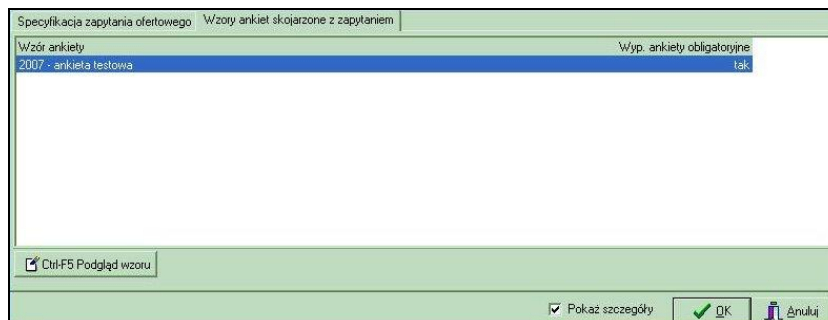 Specyfikacja zapytania ofertowego Wzory ankiet skojarzone z zapytaniem
Wzór ankiety Wyp. ankiety obligatoryjne
2007 - ankieta testowa tak
Ctrl-F5 Podgląd wzoru
Pokaż szczegóły OK Anuluj